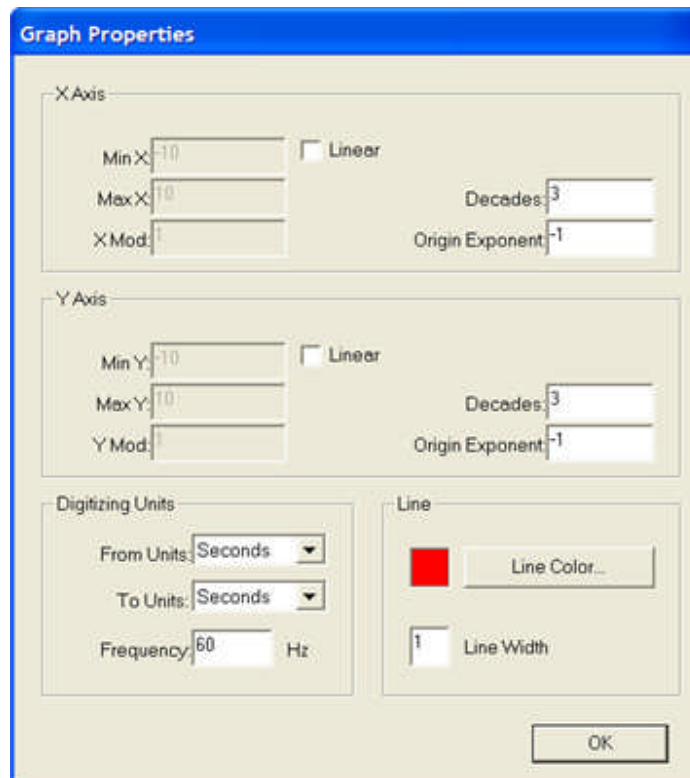 Graph Properties
X Axis
Min X: -10
Linear
Max X: 10
Decades: 3
X Mod: 1
Origin Exponent: -1
Y Axis
Min Y: -10
Linear
Max Y: 10
Decades: 3
Y Mod: 1
Origin Exponent: -1
Digitizing Units
Line
From Units: Seconds
Line Color...
To Units: Seconds
Frequency: 60 Hz
1 Line Width
OK